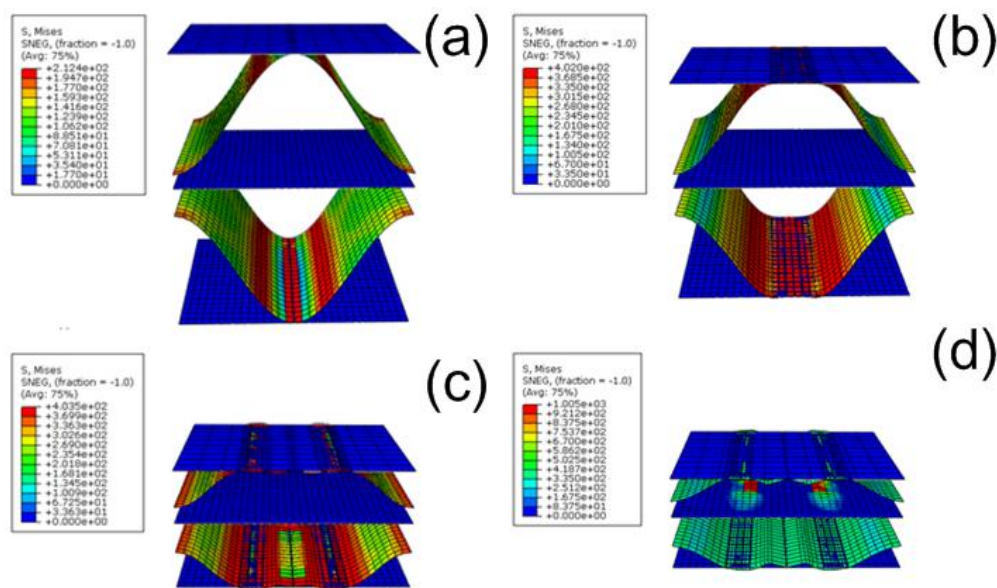 (a)
S, Mises
SNEG, (fraction = -1.0)
(Avg: 75%)
+2.124e+02
+1.947e+02
+1.770e+02
+1.593e+02
+1.416e+02
+1.239e+02
+1.062e+02
+8.851e+01
+7.081e+01
+5.311e+01
+3.540e+01
+1.770e+01
+0.000e+00
(b)
S, Mises
SNEG, (fraction = -1.0)
(Avg: 75%)
+4.020e+02
+3.685e+02
+3.350e+02
+3.015e+02
+2.680e+02
+2.345e+02
+2.010e+02
+1.675e+02
+1.340e+02
+1.005e+02
+6.700e+01
+3.350e+01
+0.000e+00
(c)
S, Mises
SNEG, (fraction = -1.0)
(Avg: 75%)
+4.035e+02
+3.699e+02
+3.363e+02
+3.026e+02
+2.690e+02
+2.354e+02
+2.018e+02
+1.681e+02
+1.345e+02
+1.009e+02
+6.725e+01
+3.363e+01
+0.000e+00
(d)
S, Mises
SNEG, (fraction = -1.0)
(Avg: 75%)
+1.005e+03
+9.212e+02
+8.375e+02
+7.537e+02
+6.700e+02
+5.862e+02
+5.025e+02
+4.187e+02
+3.350e+02
+2.512e+02
+1.675e+02
+8.375e+01
+0.000e+00